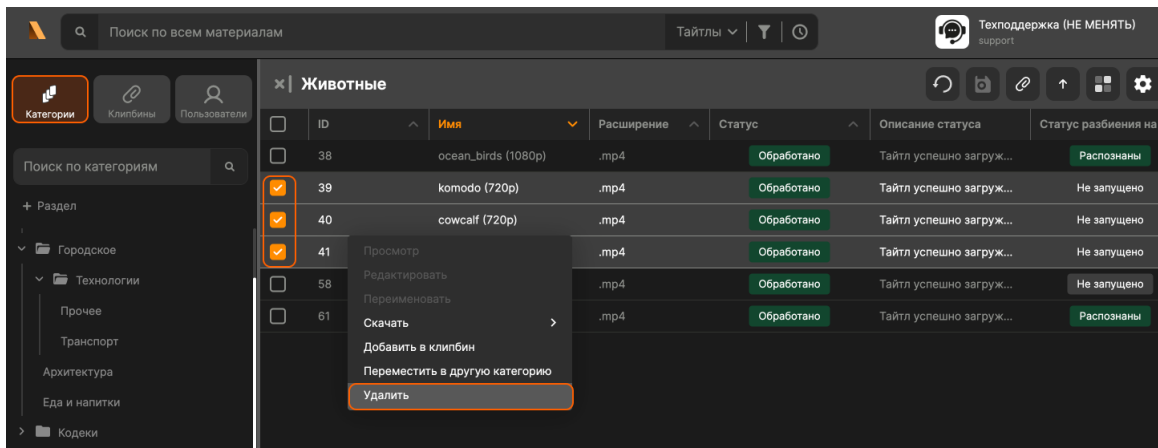 Поиск по всем материалам
Тайтлы
Техподдержка (НЕ МЕНЯТЬ)
support
Категории
Клипбины
Пользователи
Поиск по категориям
+ Раздел
Городское
Технологии
Прочее
Транспорт
Архитектура
Еда и напитки
Кодеки
Животные
ID Имя Расширение Статус Описание статуса Статус разбиения на
38 ocean_birds (1080p) .mp4 Обработано Тайтл успешно загруж... Распознаны
39 komodo (720p) .mp4 Обработано Тайтл успешно загруж... Не запущено
40 cowcalf (720p) .mp4 Обработано Тайтл успешно загруж... Не запущено
41 .mp4 Обработано Тайтл успешно загруж... Не запущено
58 .mp4 Обработано Тайтл успешно загруж... Не запущено
61 .mp4 Обработано Тайтл успешно загруж... Распознаны
Просмотр
Редактировать
Переименовать
Скачать
Добавить в клипбин
Переместить в другую категорию
Удалить